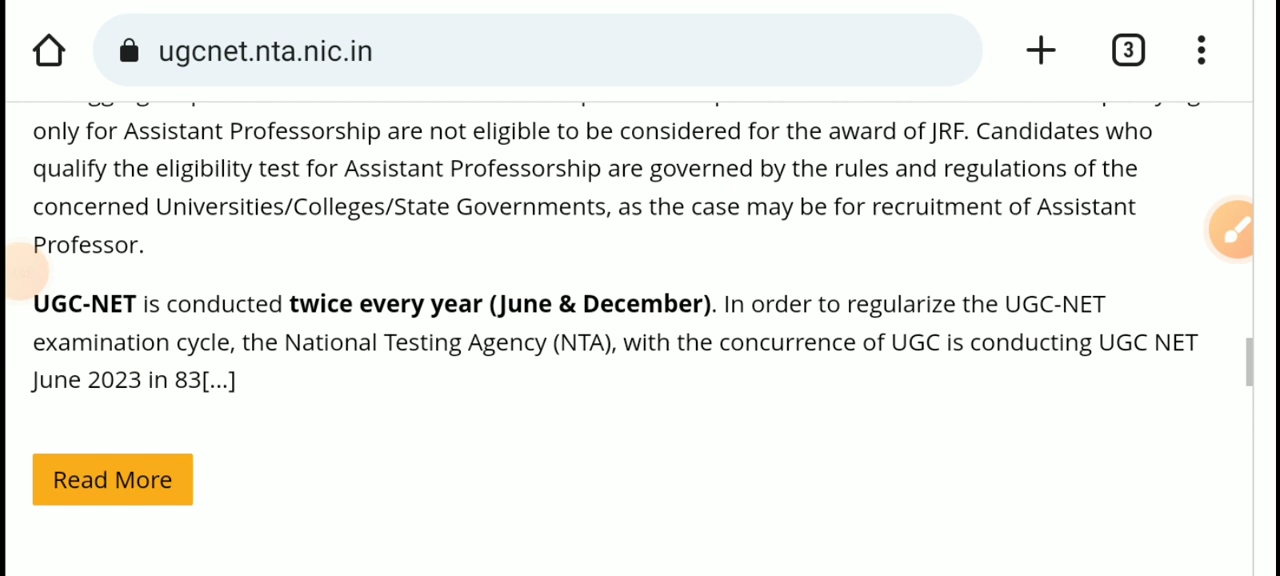 ugcnet.nta.nic.in
3
only for Assistant Professorship are not eligible to be considered for the award of JRF. Candidates who
qualify the eligibility test for Assistant Professorship are governed by the rules and regulations of the
concerned Universities/Colleges/State Governments, as the case may be for recruitment of Assistant
Professor.
UGC-NET is conducted twice every year (June & December). In order to regularize the UGC-NET
examination cycle, the National Testing Agency (NTA), with the concurrence of UGC is conducting UGC NET
June 2023 in 83[...]
Read More